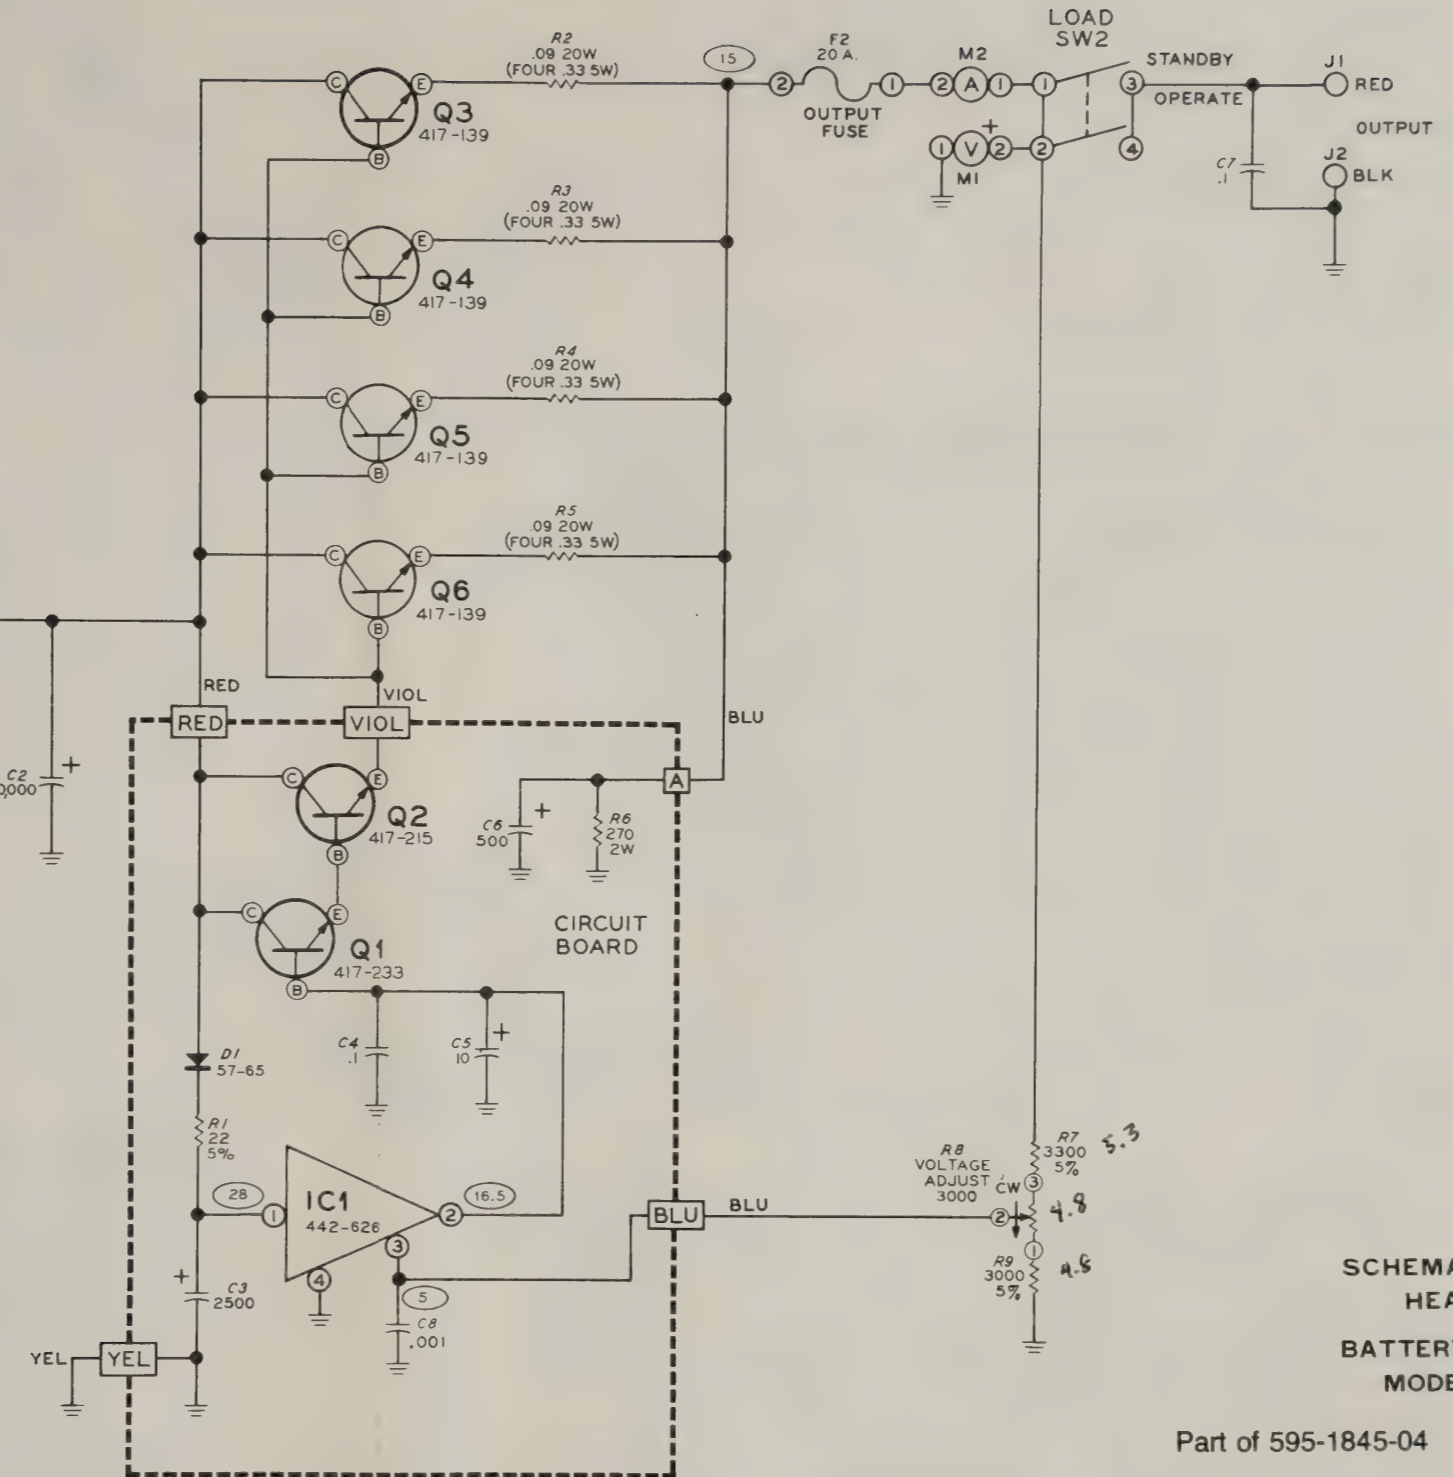 LOAD
SW2
R2
.09 20W
(FOUR .33 5W)
15
F2
20 A.
OUTPUT
FUSE
M2
2 A 1
STANDBY
OPERATE
J1
RED
OUTPUT
J2
BLK
C7
.1
1 V 2
+
M1
1
2
3
4
2
1
C
E
B
Q3
417-139
R3
.09 20W
(FOUR .33 5W)
C
E
B
Q4
417-139
R4
.09 20W
(FOUR .33 5W)
C
E
B
Q5
417-139
R5
.09 20W
(FOUR .33 5W)
C
E
B
Q6
417-139
RED
VIOL
BLU
RED
VIOL
A
C2
0,000
+
C
E
B
Q2
417-215
C6
500
+
R6
270
2W
C
E
B
Q1
417-233
CIRCUIT
BOARD
C4
.1
C5
10
+
D1
57-65
R1
22
5%
28
1
IC1
442-626
2
16.5
3
4
5
C8
.001
+
C3
2500
YEL
YEL
BLU
BLU
R8
VOLTAGE
ADJUST
3000
CW
R7
3300
5%
5.3
3
2
4.8
1
R9
3000
5%
4.8
SCHEMA
HEA
BATTER
MODE
Part of 595-1845-04